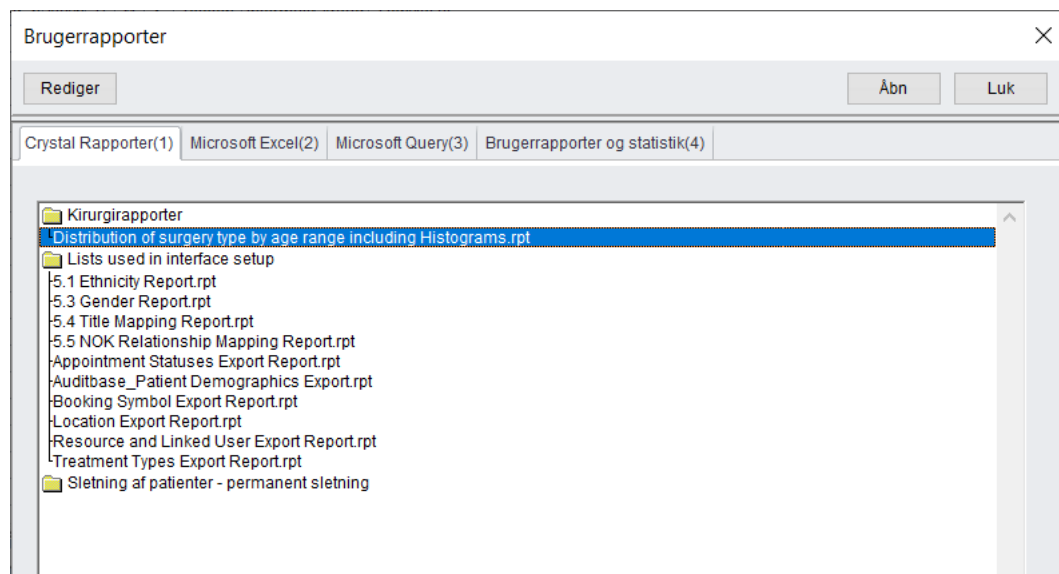 Brugerrapporter
Rediger
Åbn
Luk
Crystal Rapporter(1)
Microsoft Excel(2)
Microsoft Query(3)
Brugerrapporter og statistik(4)
Kirurgirapporter
Distribution of surgery type by age range including Histograms.rpt
Lists used in interface setup
5.1 Ethnicity Report.rpt
5.3 Gender Report.rpt
5.4 Title Mapping Report.rpt
5.5 NOK Relationship Mapping Report.rpt
Appointment Statuses Export Report.rpt
Auditbase_Patient Demographics Export.rpt
Booking Symbol Export Report.rpt
Location Export Report.rpt
Resource and Linked User Export Report.rpt
Treatment Types Export Report.rpt
Sletning af patienter - permanent sletning